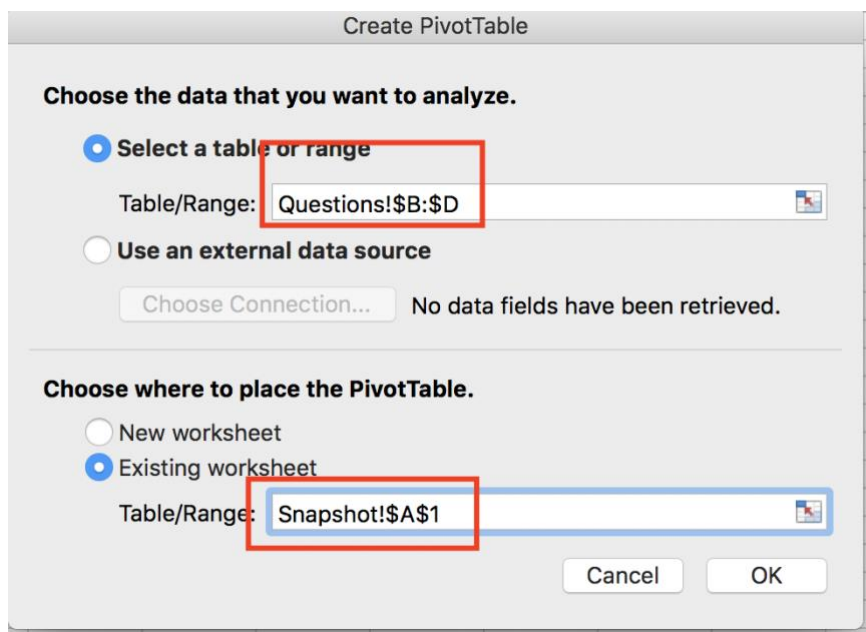 Create PivotTable
Choose the data that you want to analyze.
Select a table or range
Table/Range: Questions!$B:$D
Use an external data source
Choose Connection... No data fields have been retrieved.
Choose where to place the PivotTable.
New worksheet
Existing worksheet
Table/Range: Snapshot!$A$1
Cancel OK